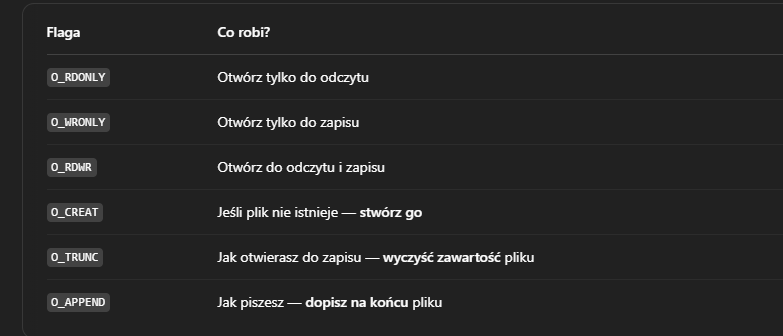 Flaga Co robi?
O_RDONLY Otwórz tylko do odczytu
O_WRONLY Otwórz tylko do zapisu
O_RDWR Otwórz do odczytu i zapisu
O_CREAT Jeśli plik nie istnieje — stwórz go
O_TRUNC Jak otwierasz do zapisu — wyczyść zawartość pliku
O_APPEND Jak piszesz — dopisz na końcu pliku